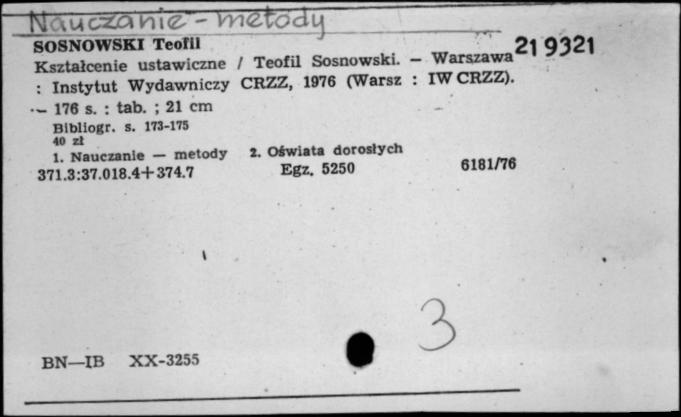 Nauczanie - metody
SOSNOWSKI Teofil
219321
Kształcenie ustawiczne / Teofil Sosnowski. — Warszawa
: Instytut Wydawniczy CRZZ, 1976 (Warsz : IW CRZZ).
— 176 s. : tab. ; 21 cm
Bibliogr. s. 173-175
40 zł
1. Nauczanie — metody 2. Oświata dorosłych
371.3:37.018.4+374.7 Egz. 5250 6181/76
3
BN—IB XX-3255